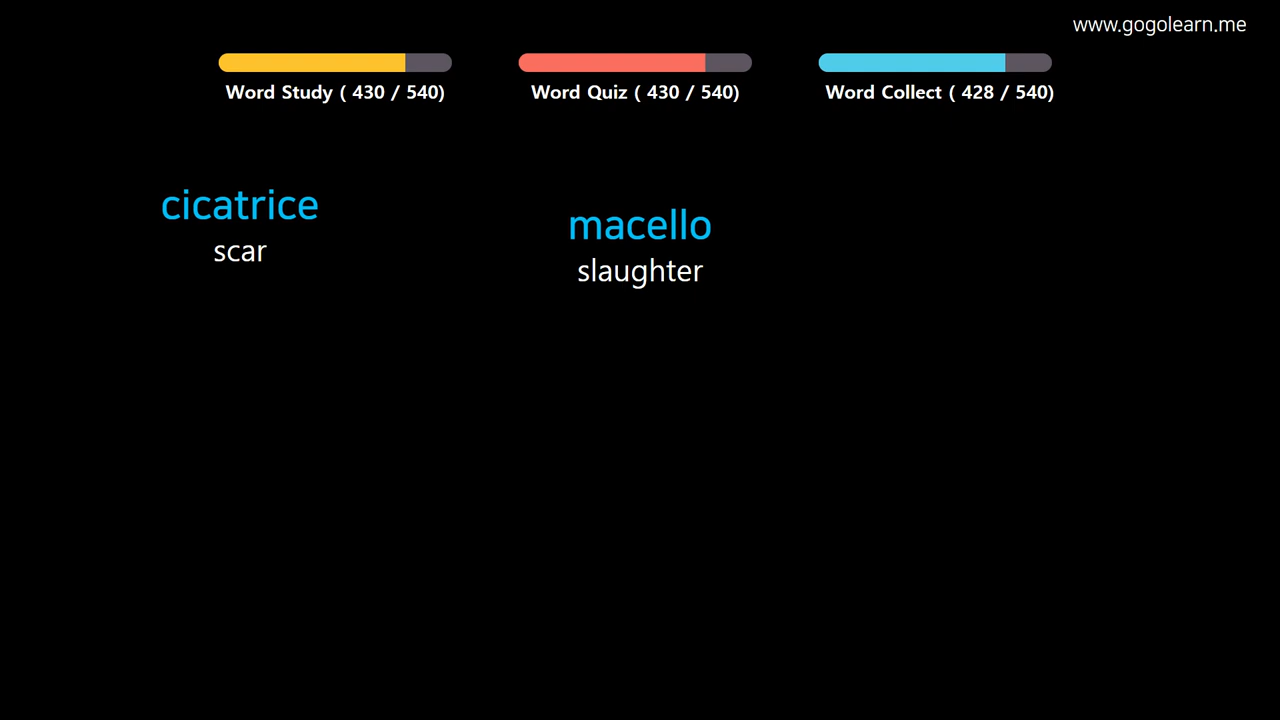 www.gogolearn.me
Word Study ( 430 / 540)
Word Quiz ( 430 / 540)
Word Collect ( 428 / 540)
cicatrice
scar
macello
slaughter